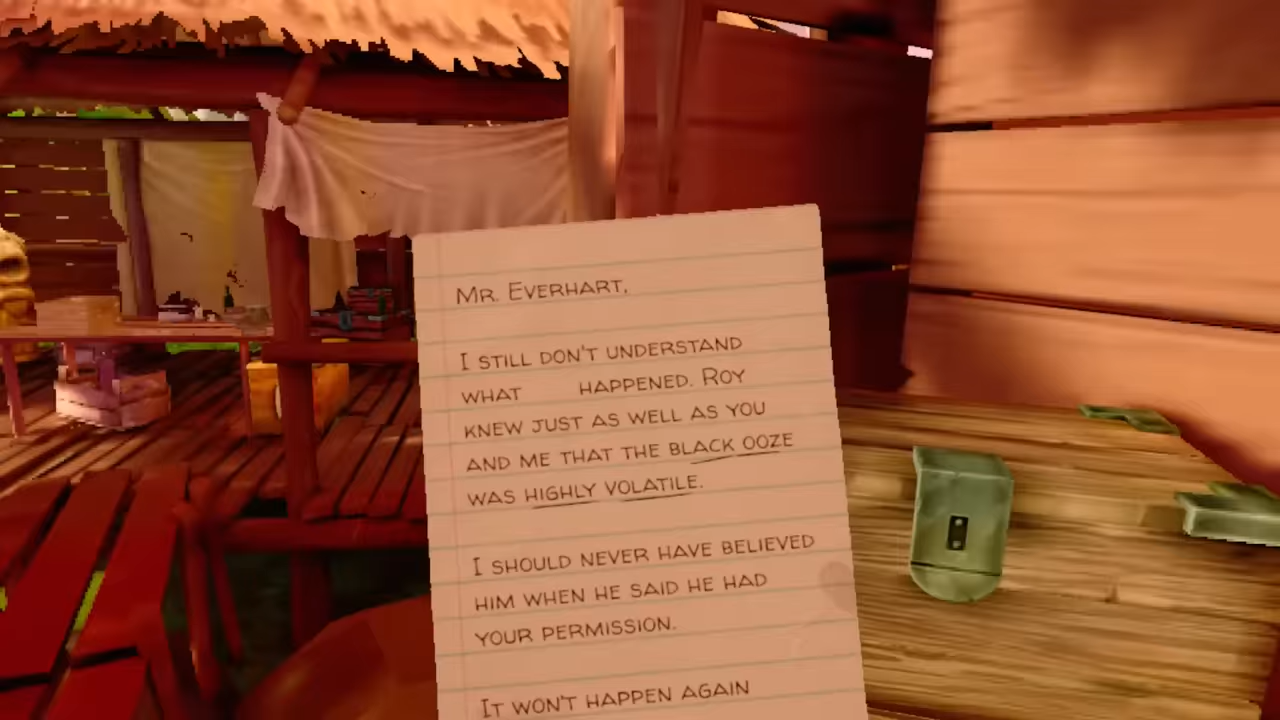 Mr. Everhart,
I still don't understand
what happened. Roy
knew just as well as you
and me that the black ooze
was highly volatile.
I should never have believed
him when he said he had
your permission.
It won't happen again